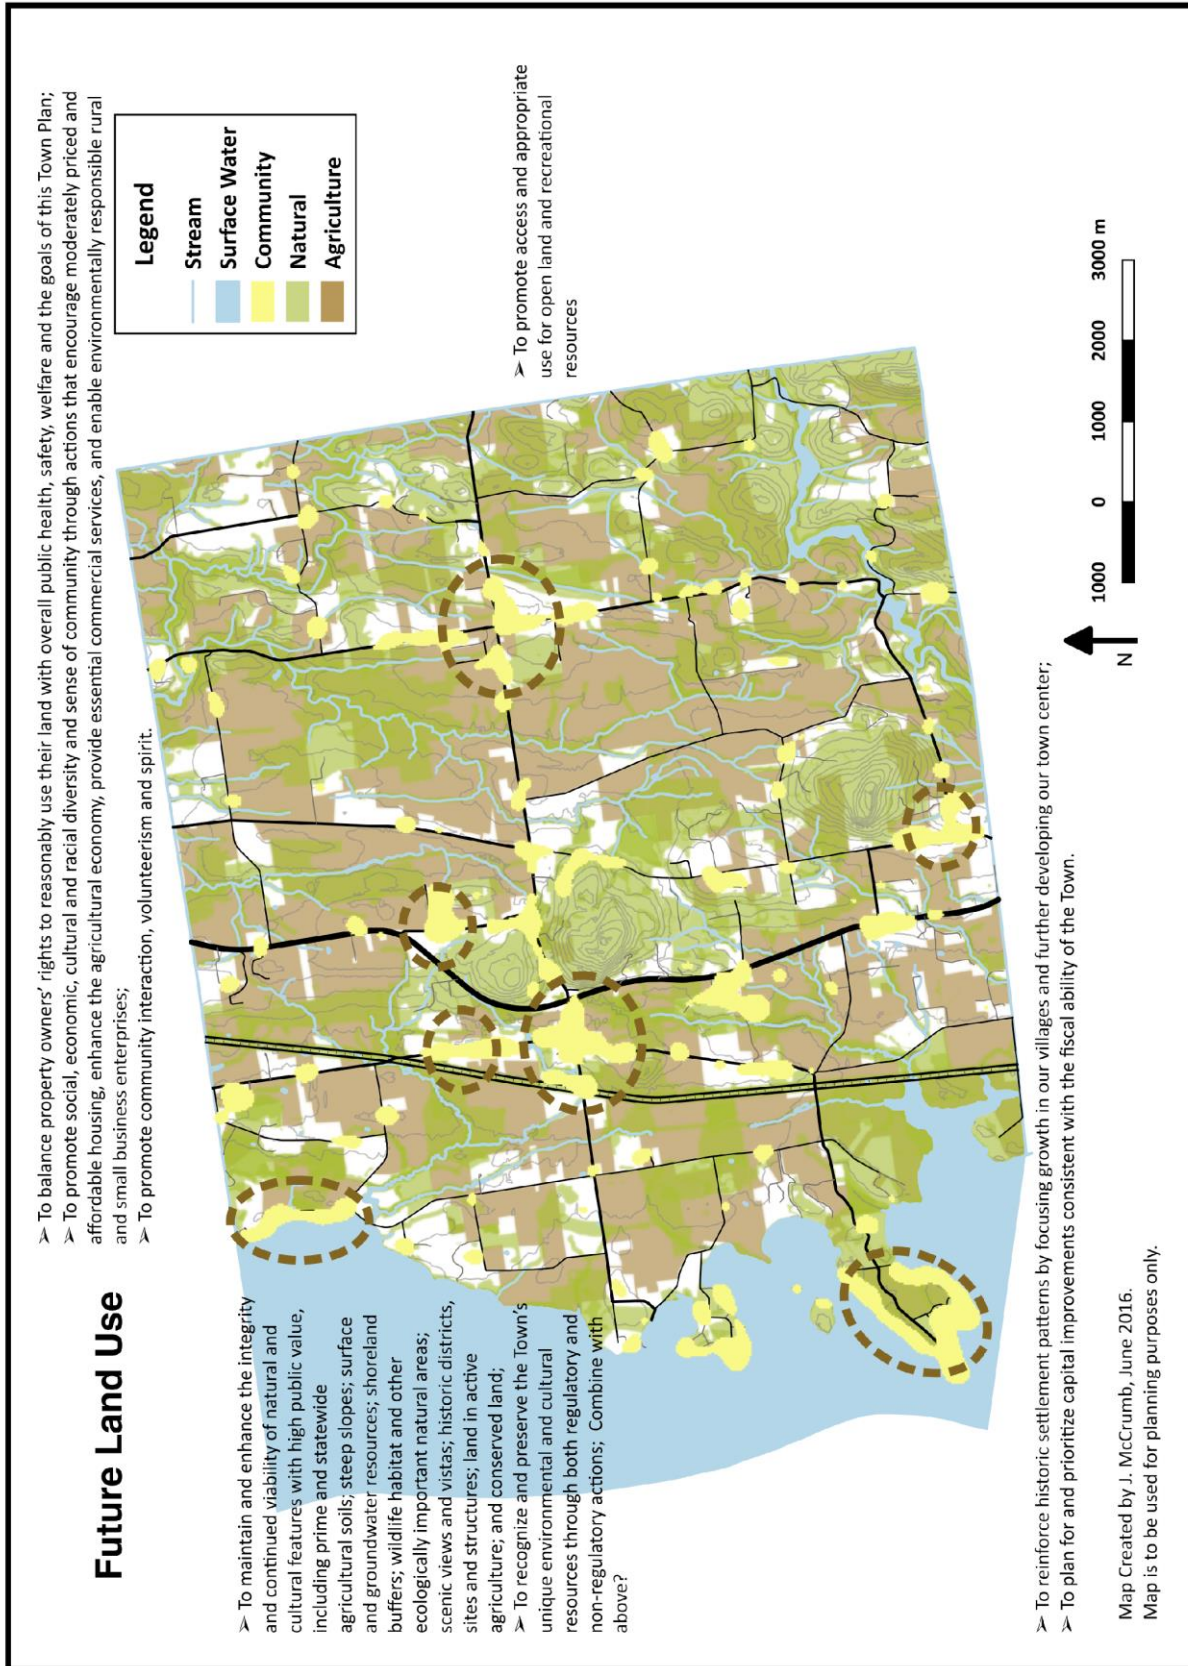 Future Land Use
➢ To balance property owners' rights to reasonably use their land with overall public health, safety, welfare and the goals of this Town Plan;
➢ To promote social, economic, cultural and racial diversity and sense of community through actions that encourage moderately priced and
affordable housing, enhance the agricultural economy, provide essential commercial services, and enable environmentally responsible rural
and small business enterprises;
➢ To promote community interaction, volunteerism and spirit.
Legend
Stream
Surface Water
Community
Natural
Agriculture
➢ To maintain and enhance the integrity
and continued viability of natural and
cultural features with high public value,
including prime and statewide
agricultural soils; steep slopes; surface
and groundwater resources; shoreland
buffers; wildlife habitat and other
ecologically important natural areas;
scenic views and vistas; historic districts,
sites and structures; land in active
agriculture; and conserved land;
➢ To recognize and preserve the Town's
unique environmental and cultural
resources through both regulatory and
non-regulatory actions; Combine with
above?
➢ To promote access and appropriate
use for open land and recreational
resources
➢ To reinforce historic settlement patterns by focusing growth in our villages and further developing our town center;
➢ To plan for and prioritize capital improvements consistent with the fiscal ability of the Town.
N
1000 0 1000 2000 3000 m
Map Created by J. McCrumb, June 2016.
Map is to be used for planning purposes only.